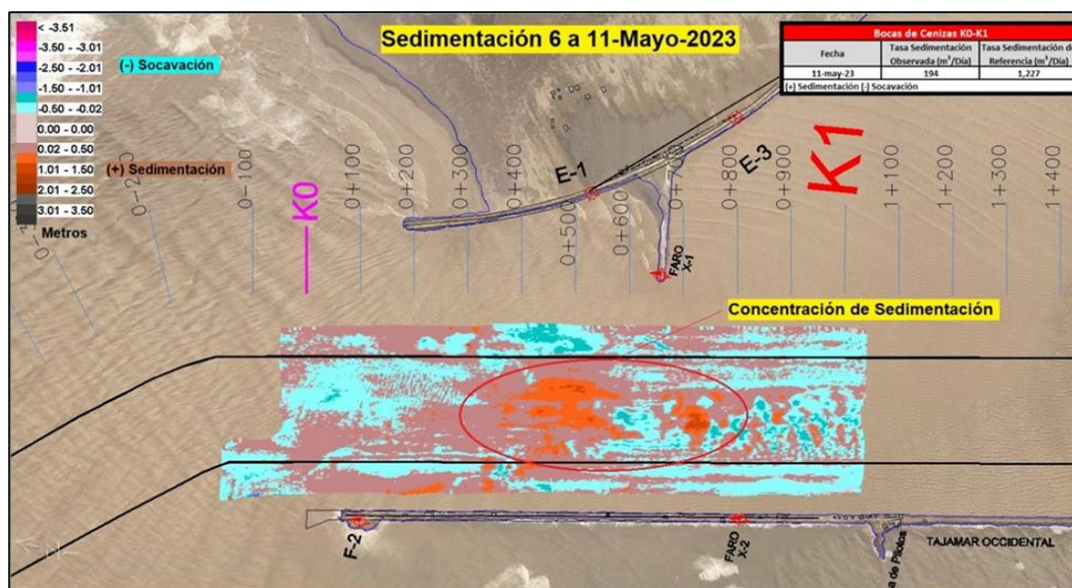 Sedimentación 6 a 11-Mayo-2023
< -3.51
-3.50 - -3.01
-2.50 - -2.01
-1.50 - -1.01
-0.50 - -0.02
0.00 - 0.00
0.02 - 0.50
1.01 - 1.50
2.01 - 2.50
3.01 - 3.50
Metros
(-) Socavación
(+) Sedimentación
Bocas de Cenizas K0-K1
Fecha
Tasa Sedimentación Observada (m³/Día)
Tasa Sedimentación de Referencia (m³/Día)
11-may-23
194
1,227
(+) Sedimentación (-) Socavación
0-100
K0
0+100
0+200
0+300
0+400
0+500
0+600
0+800
0+900
K1
1+100
1+200
1+300
1+400
E-1
E-3
FARO
X-1
Concentración de Sedimentación
F-2
FARO
X-2
TAJAMAR OCCIDENTAL